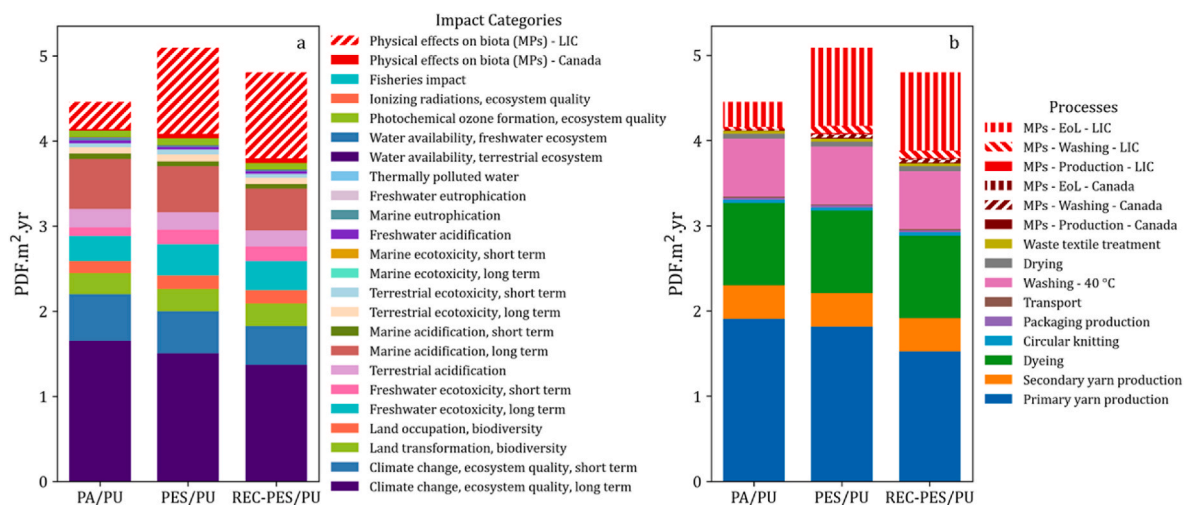 a
PDF.m².yr
5
4
3
2
1
0
PA/PU
PES/PU
REC-PES/PU
Impact Categories
Physical effects on biota (MPs) - LIC
Physical effects on biota (MPs) - Canada
Fisheries impact
Ionizing radiations, ecosystem quality
Photochemical ozone formation, ecosystem quality
Water availability, freshwater ecosystem
Water availability, terrestrial ecosystem
Thermally polluted water
Freshwater eutrophication
Marine eutrophication
Freshwater acidification
Marine ecotoxicity, short term
Marine ecotoxicity, long term
Terrestrial ecotoxicity, short term
Terrestrial ecotoxicity, long term
Marine acidification, short term
Marine acidification, long term
Terrestrial acidification
Freshwater ecotoxicity, short term
Freshwater ecotoxicity, long term
Land occupation, biodiversity
Land transformation, biodiversity
Climate change, ecosystem quality, short term
Climate change, ecosystem quality, long term
b
PDF.m².yr
5
4
3
2
1
0
PA/PU
PES/PU
REC-PES/PU
Processes
MPs - EoL - LIC
MPs - Washing - LIC
MPs - Production - LIC
MPs - EoL - Canada
MPs - Washing - Canada
MPs - Production - Canada
Waste textile treatment
Drying
Washing - 40 °C
Transport
Packaging production
Circular knitting
Dyeing
Secondary yarn production
Primary yarn production